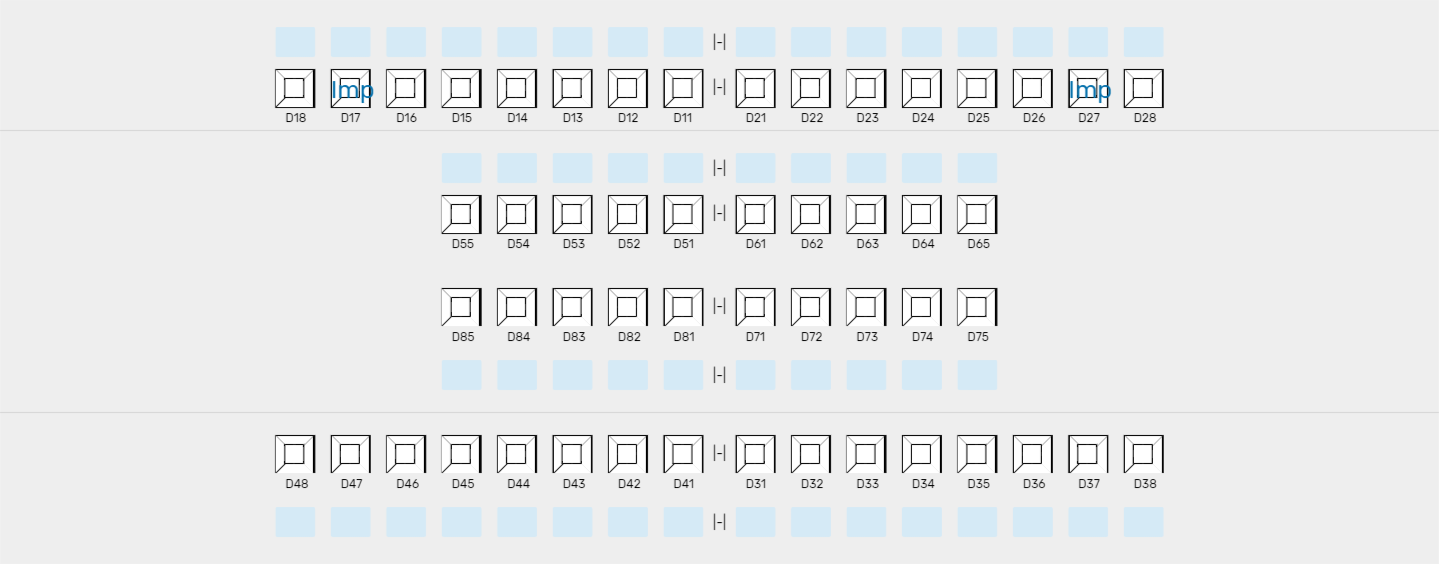 |-|
Imp |-| Imp
D18 D17 D16 D15 D14 D13 D12 D11 D21 D22 D23 D24 D25 D26 D27 D28
|-|
|-|
D55 D54 D53 D52 D51 D61 D62 D63 D64 D65
|-|
D85 D84 D83 D82 D81 D71 D72 D73 D74 D75
|-|
|-|
D48 D47 D46 D45 D44 D43 D42 D41 D31 D32 D33 D34 D35 D36 D37 D38
|-|